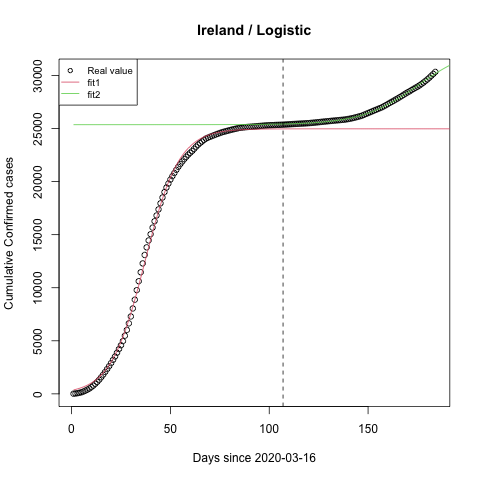 Ireland / Logistic
Real value
fit1
fit2
Cumulative Confirmed cases
30000
25000
20000
15000
10000
5000
0
0 50 100 150
Days since 2020-03-16